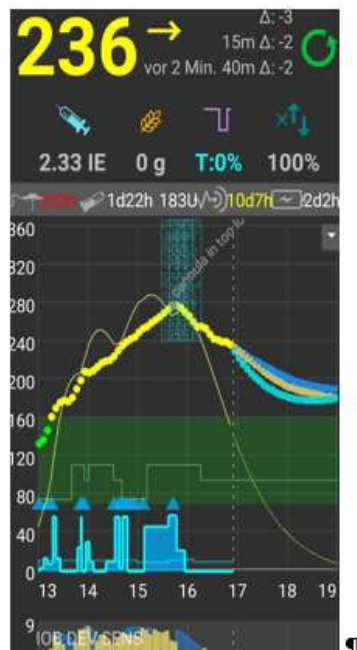 236
Δ: -3
15m Δ: -2
vor 2 Min. 40m Δ: -2
2.33 IE 0 g T:0% 100%
1d22h 183U 10d7h 2d2h
360
320
280
240
200
160
120
80
40
0
13 14 15 16 17 18 19
9
IOB DEV SENS
¶